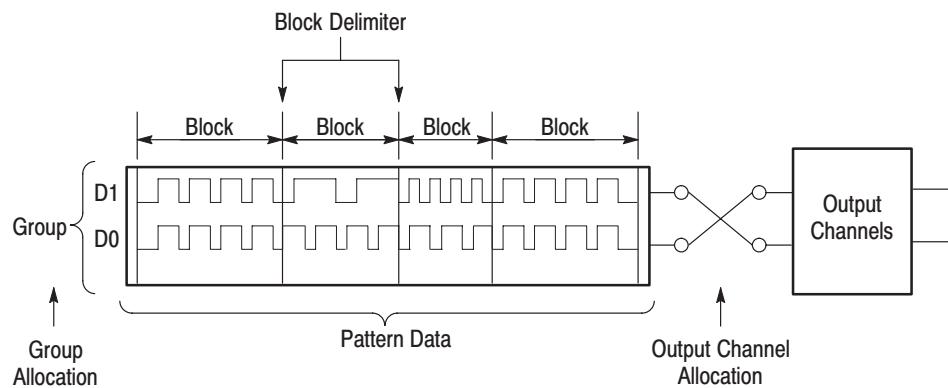 Block Delimiter
Block
Block
Block
Block
Group
D1
D0
Output
Channels
Pattern Data
Group
Allocation
Output Channel
Allocation